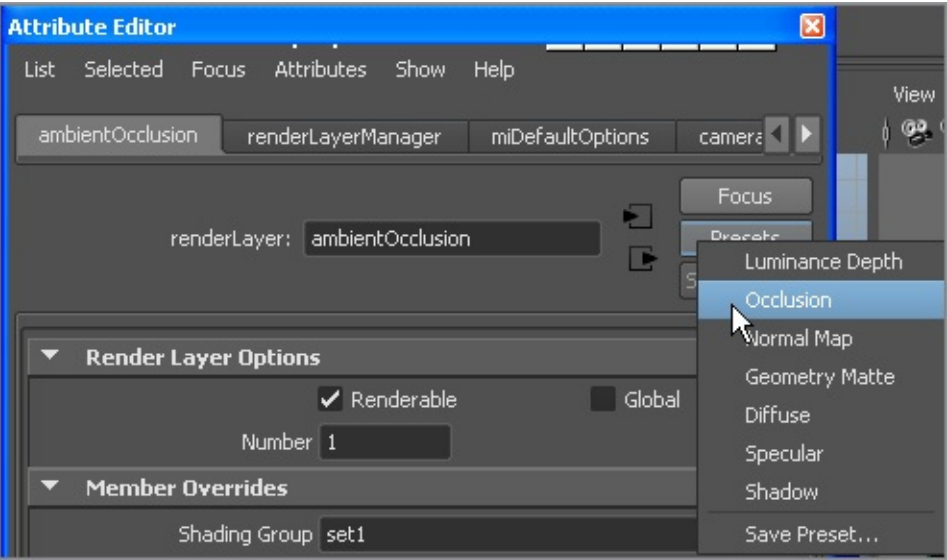 Attribute Editor
List Selected Focus Attributes Show Help
View
ambientOcclusion renderLayerManager miDefaultOptions camera
Focus
renderLayer: ambientOcclusion
Presets
Luminance Depth
Occlusion
Normal Map
Geometry Matte
Diffuse
Specular
Shadow
Save Preset...
Render Layer Options
Renderable Global
Number 1
Member Overrides
Shading Group set1